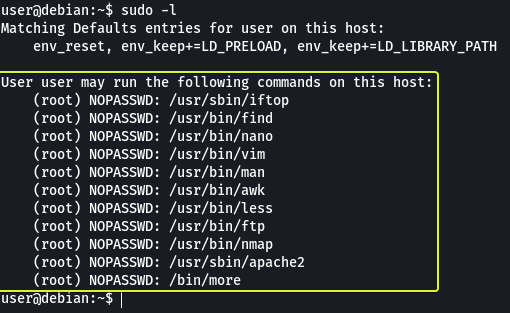 user@debian:~$ sudo -l
Matching Defaults entries for user on this host:
    env_reset, env_keep+=LD_PRELOAD, env_keep+=LD_LIBRARY_PATH

User user may run the following commands on this host:
    (root) NOPASSWD: /usr/sbin/iftop
    (root) NOPASSWD: /usr/bin/find
    (root) NOPASSWD: /usr/bin/nano
    (root) NOPASSWD: /usr/bin/vim
    (root) NOPASSWD: /usr/bin/man
    (root) NOPASSWD: /usr/bin/awk
    (root) NOPASSWD: /usr/bin/less
    (root) NOPASSWD: /usr/bin/ftp
    (root) NOPASSWD: /usr/bin/nmap
    (root) NOPASSWD: /usr/sbin/apache2
    (root) NOPASSWD: /bin/more
user@debian:~$